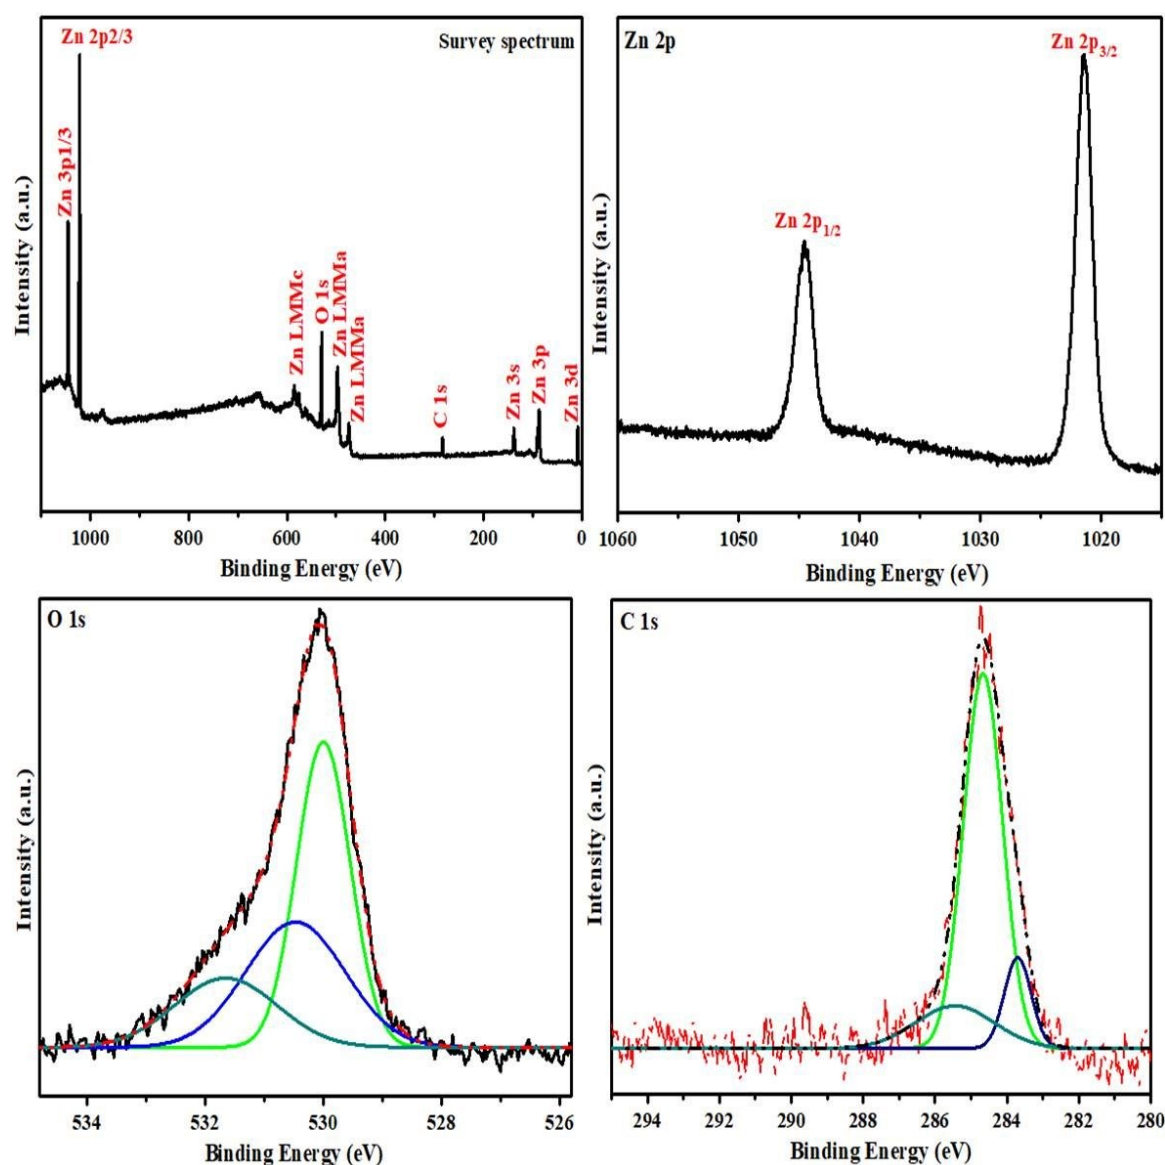 Zn 2p2/3
Survey spectrum
Zn 3p1/3
Zn LMMc
O 1s
Zn LMMa
Zn LMMa
C 1s
Zn 3s
Zn 3p
Zn 3d
Intensity (a.u.)
1000 800 600 400 200 0
Binding Energy (eV)
Zn 2p
Zn 2p3/2
Zn 2p1/2
Intensity (a.u.)
1060 1050 1040 1030 1020
Binding Energy (eV)
O 1s
Intensity (a.u.)
534 532 530 528 526
Binding Energy (eV)
C 1s
Intensity (a.u.)
294 292 290 288 286 284 282 280
Binding Energy (eV)